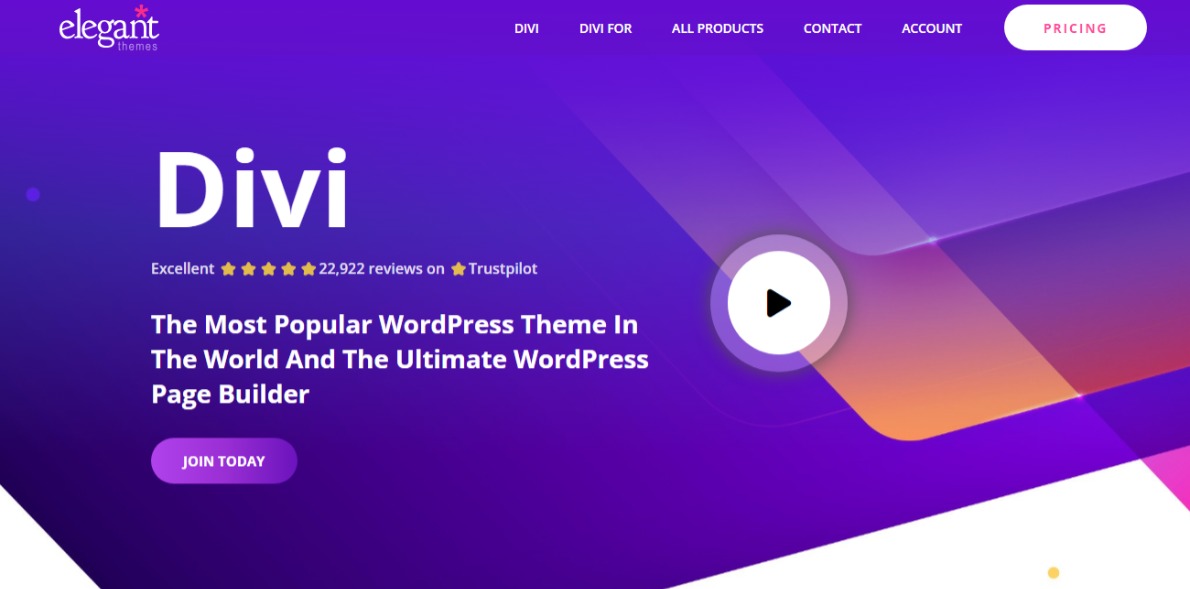 elegant
themes
DIVI DIVI FOR ALL PRODUCTS CONTACT ACCOUNT PRICING
Divi
Excellent 22,922 reviews on Trustpilot
The Most Popular WordPress Theme In
The World And The Ultimate WordPress
Page Builder
JOIN TODAY